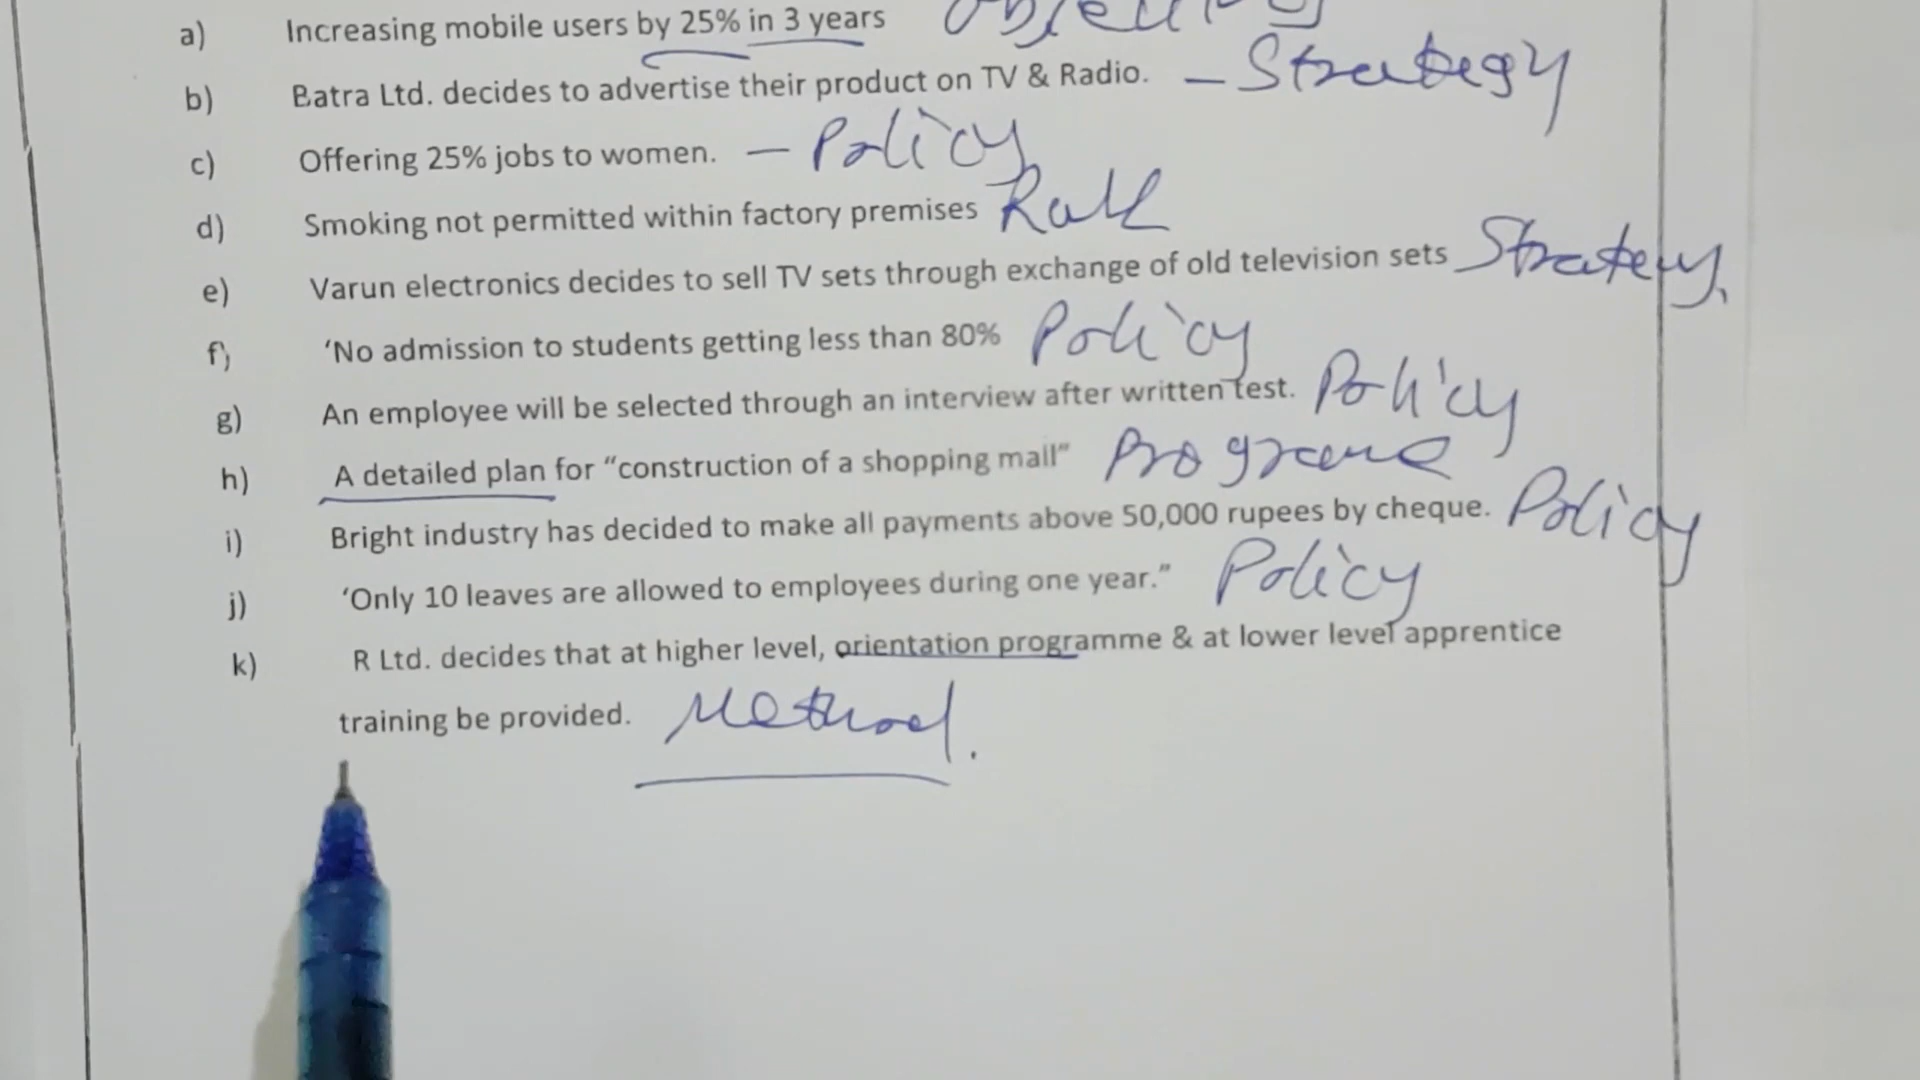 a) Increasing mobile users by 25% in 3 years
b) Batra Ltd. decides to advertise their product on TV & Radio. – Strategy
c) Offering 25% jobs to women. – Policy
d) Smoking not permitted within factory premises Rule
e) Varun electronics decides to sell TV sets through exchange of old television sets Strategy.
f) ‘No admission to students getting less than 80% Policy
g) An employee will be selected through an interview after written test. Policy
h) A detailed plan for “construction of a shopping mail” Programe
i) Bright industry has decided to make all payments above 50,000 rupees by cheque. Policy
j) ‘Only 10 leaves are allowed to employees during one year.” Policy
k) R Ltd. decides that at higher level, orientation programme & at lower level apprentice
training be provided. Method.